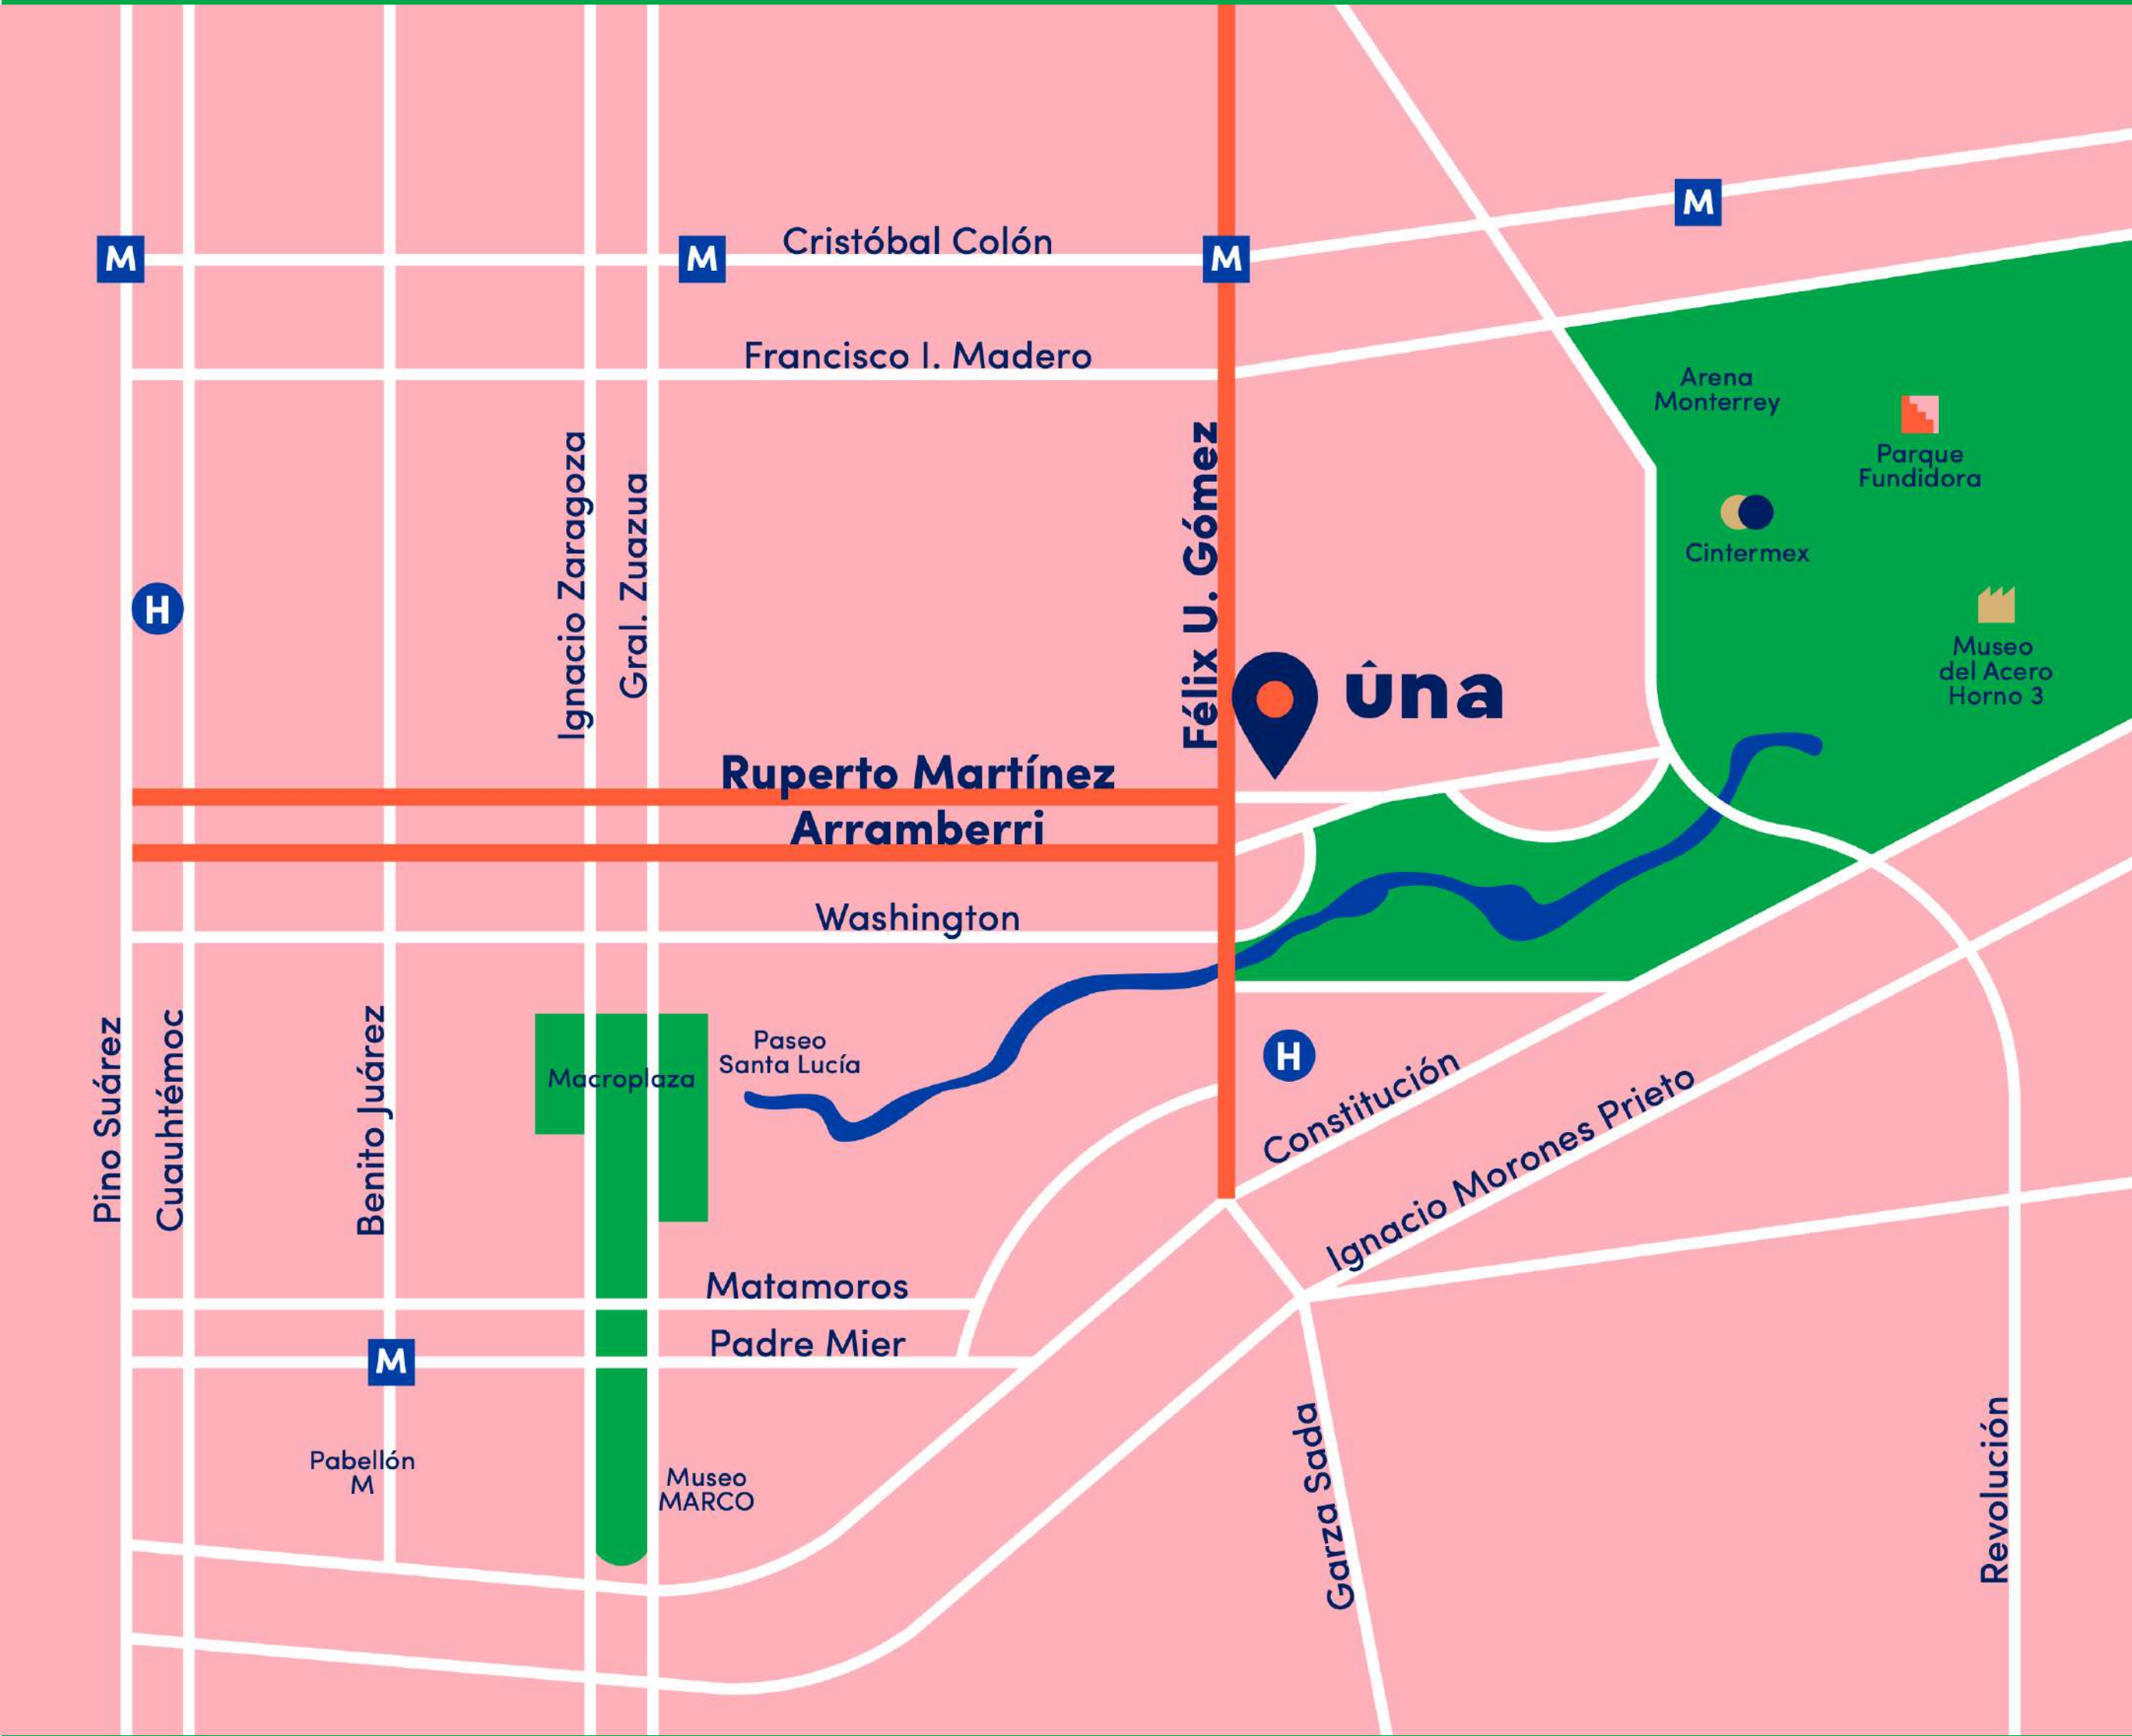 M
M
Cristóbal Colón
M
M
Francisco I. Madero
Arena
Monterrey
Parque
Fundidora
Cintermex
Museo
del Acero
Horno 3
H
Ignacio Zaragoza
Gral. Zuazua
Félix U. Gómez
ûna
Ruperto Martínez
Arramberri
Washington
Pino Suárez
Cuauhtémoc
Benito Juárez
Macroplaza
Paseo
Santa Lucía
H
Constitución
Ignacio Morones Prieto
Matamoros
Padre Mier
M
Pabellón
M
Museo
MARCO
Garza Sada
Revolución